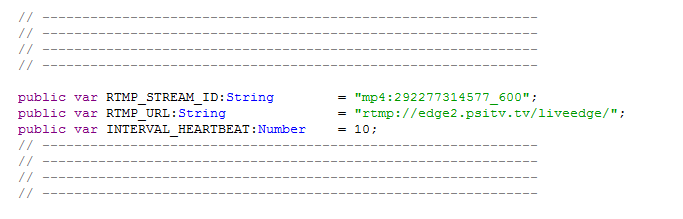 // --------------------------------------------------------------
// --------------------------------------------------------------
// --------------------------------------------------------------
// --------------------------------------------------------------
public var RTMP_STREAM_ID:String        = "mp4:292277314577_600";
public var RTMP_URL:String              = "rtmp://edge2.psitv.tv/liveedge/";
public var INTERVAL_HEARTBEAT:Number    = 10;
// --------------------------------------------------------------
// --------------------------------------------------------------
// --------------------------------------------------------------
// --------------------------------------------------------------